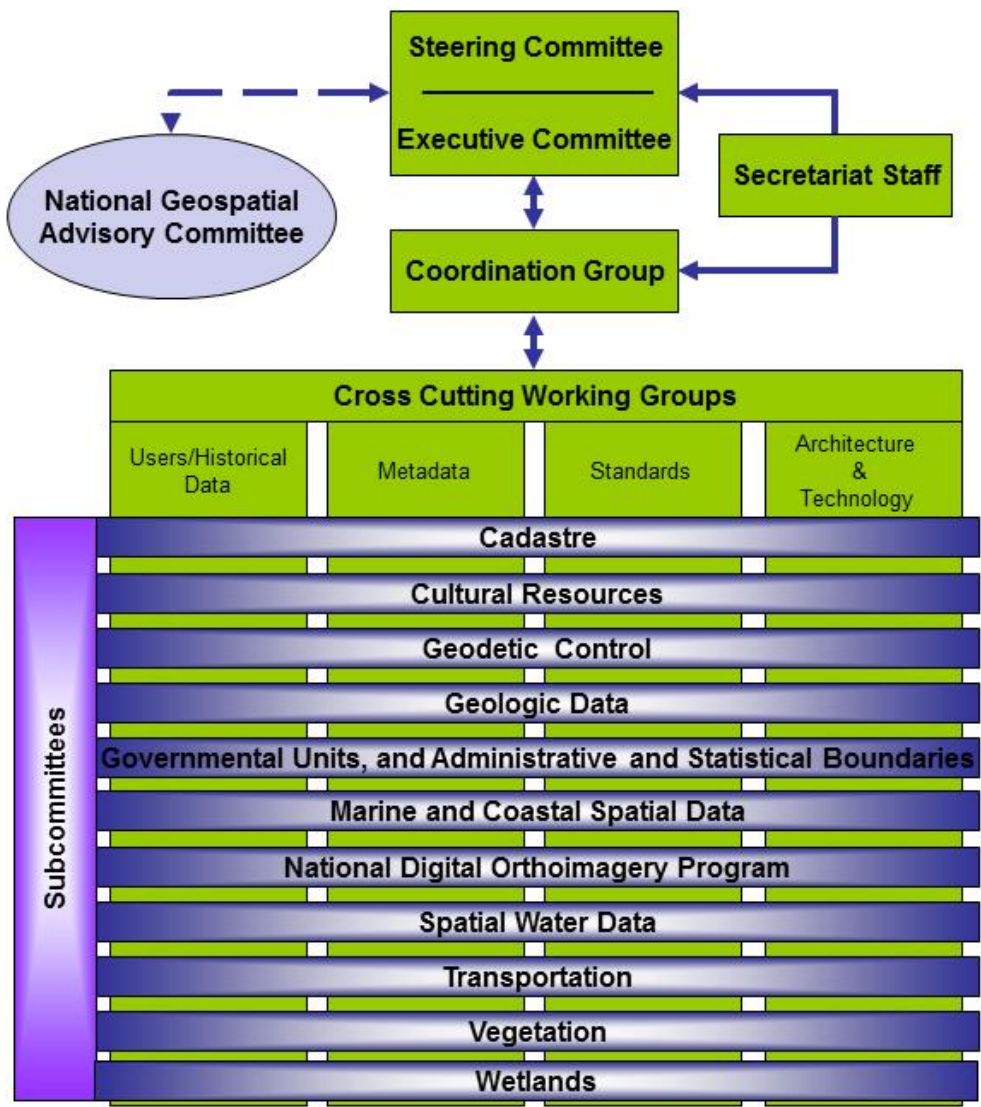 Steering Committee
Executive Committee
Secretariat Staff
National Geospatial
Advisory Committee
Coordination Group
Cross Cutting Working Groups
Users/Historical
Data
Metadata
Standards
Architecture
&
Technology
Subcommittees
Cadastre
Cultural Resources
Geodetic Control
Geologic Data
Governmental Units, and Administrative and Statistical Boundaries
Marine and Coastal Spatial Data
National Digital Orthoimagery Program
Spatial Water Data
Transportation
Vegetation
Wetlands